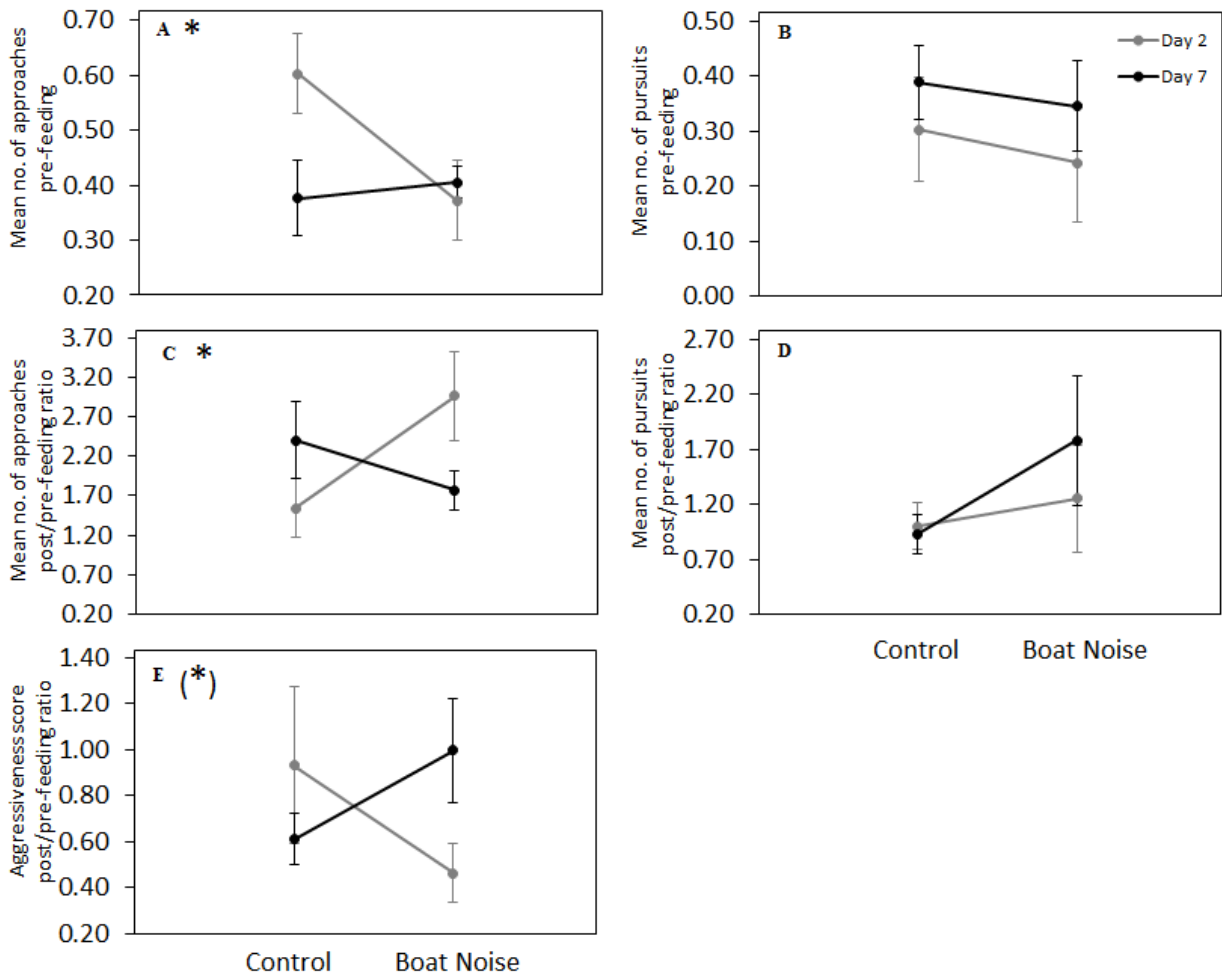 Mean no. of approaches
pre-feeding
0.70
0.60
0.50
0.40
0.30
0.20
A *
Mean no. of pursuits
pre-feeding
0.50
0.40
0.30
0.20
0.10
0.00
B
Day 2
Day 7
Mean no. of approaches
post/pre-feeding ratio
3.70
3.20
2.70
2.20
1.70
1.20
0.70
0.20
C *
Mean no. of pursuits
post/pre-feeding ratio
2.70
2.20
1.70
1.20
0.70
0.20
D
Control Boat Noise
Aggressiveness score
post/pre-feeding ratio
1.40
1.20
1.00
0.80
0.60
0.40
0.20
E (*)
Control Boat Noise